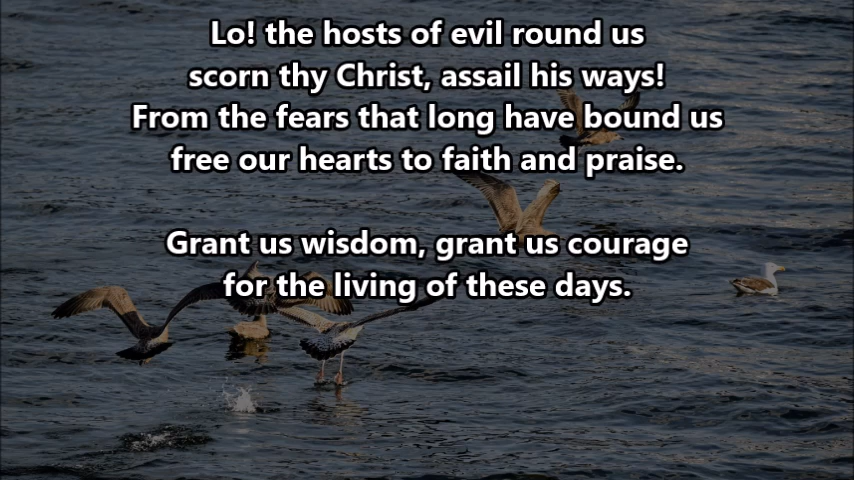 Lo! the hosts of evil round us
scorn thy Christ, assail his ways!
From the fears that long have bound us
free our hearts to faith and praise.
Grant us wisdom, grant us courage
for the living of these days.